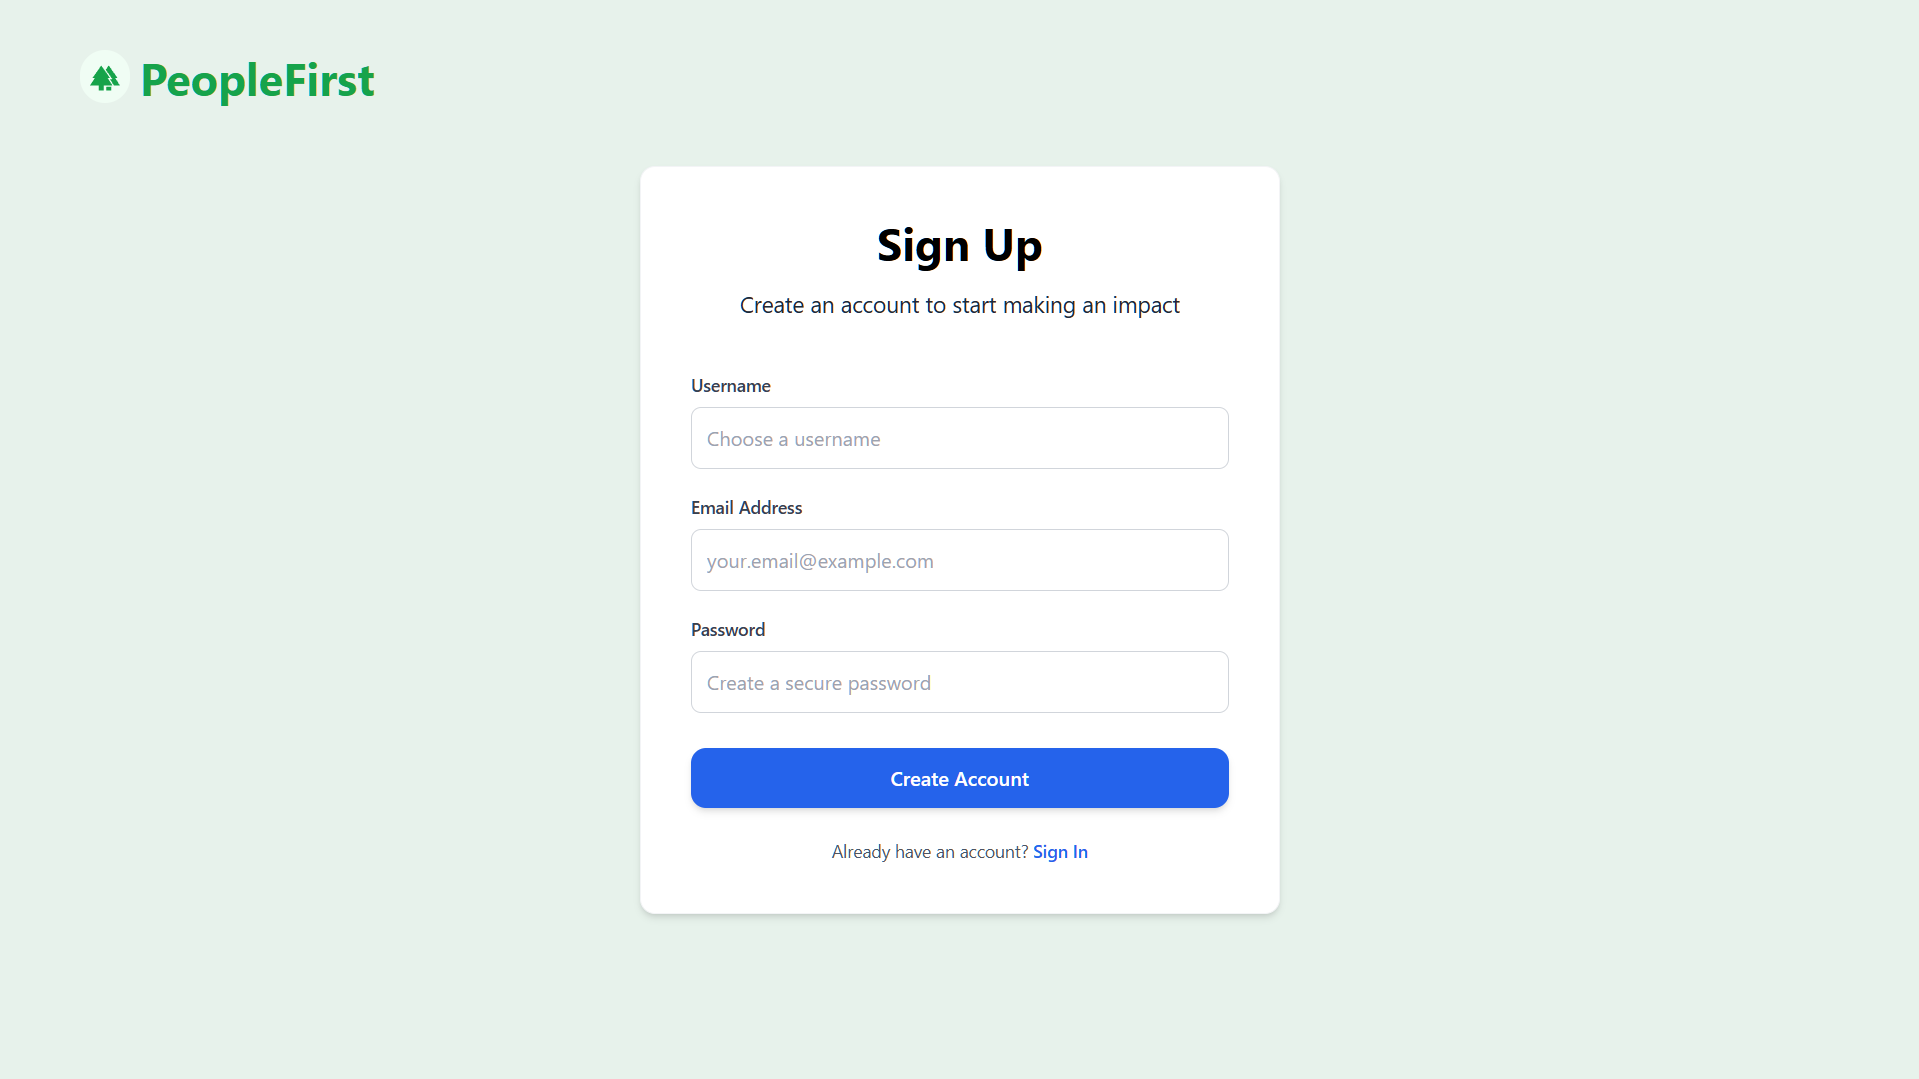 PeopleFirst
Sign Up
Create an account to start making an impact
Username
Choose a username
Email Address
your.email@example.com
Password
Create a secure password
Create Account
Already have an account? Sign In